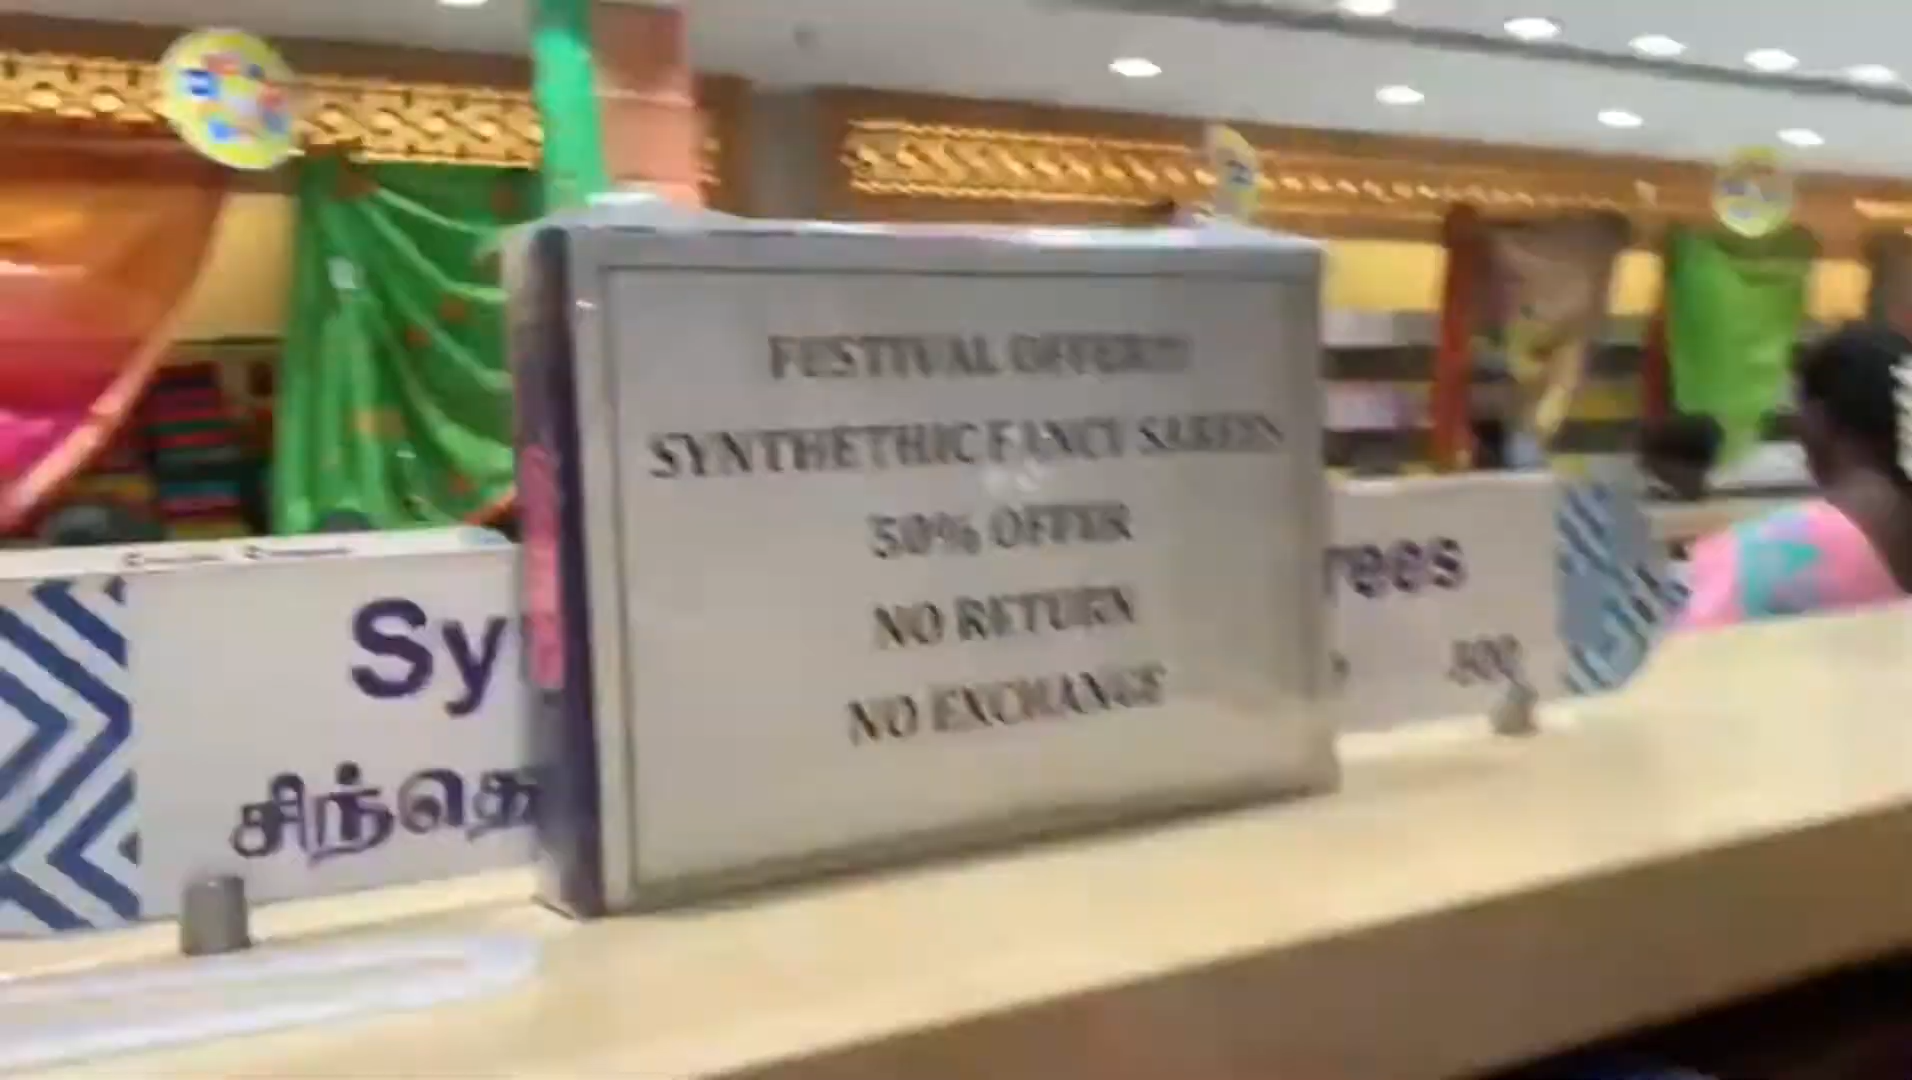 FESTIVAL OFFER!!!
SYNTHETHIC FANCY SAREES
50% OFFER
NO RETURN
NO EXCHANGE
Sy
rees
சிந்தெ